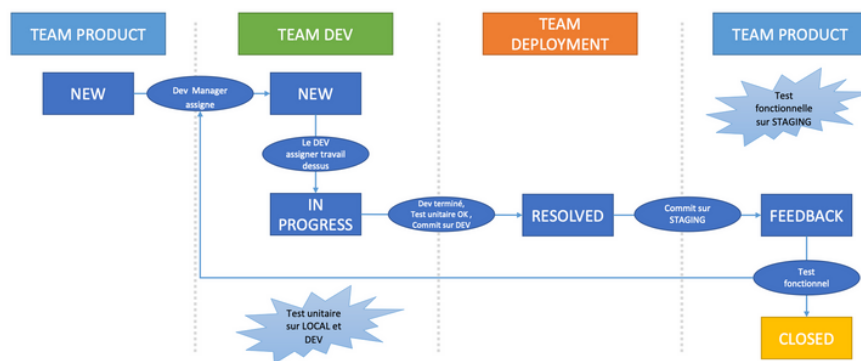 TEAM PRODUCT
TEAM DEV
TEAM
DEPLOYMENT
TEAM PRODUCT
NEW
Dev Manager
assigne
NEW
Test
fonctionnelle
sur STAGING
Le DEV
assigner travail
dessus
IN
PROGRESS
Dev terminé,
Test unitaire OK ,
Commit sur DEV
RESOLVED
Commit sur
STAGING
FEEDBACK
Test
fonctionnel
Test unitaire
sur LOCAL et
DEV
CLOSED